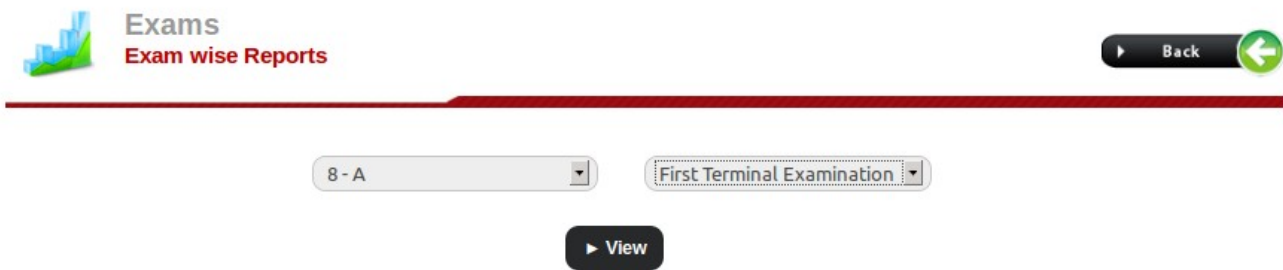 Exams
Exam wise Reports
Back
8 - A
First Terminal Examination
View